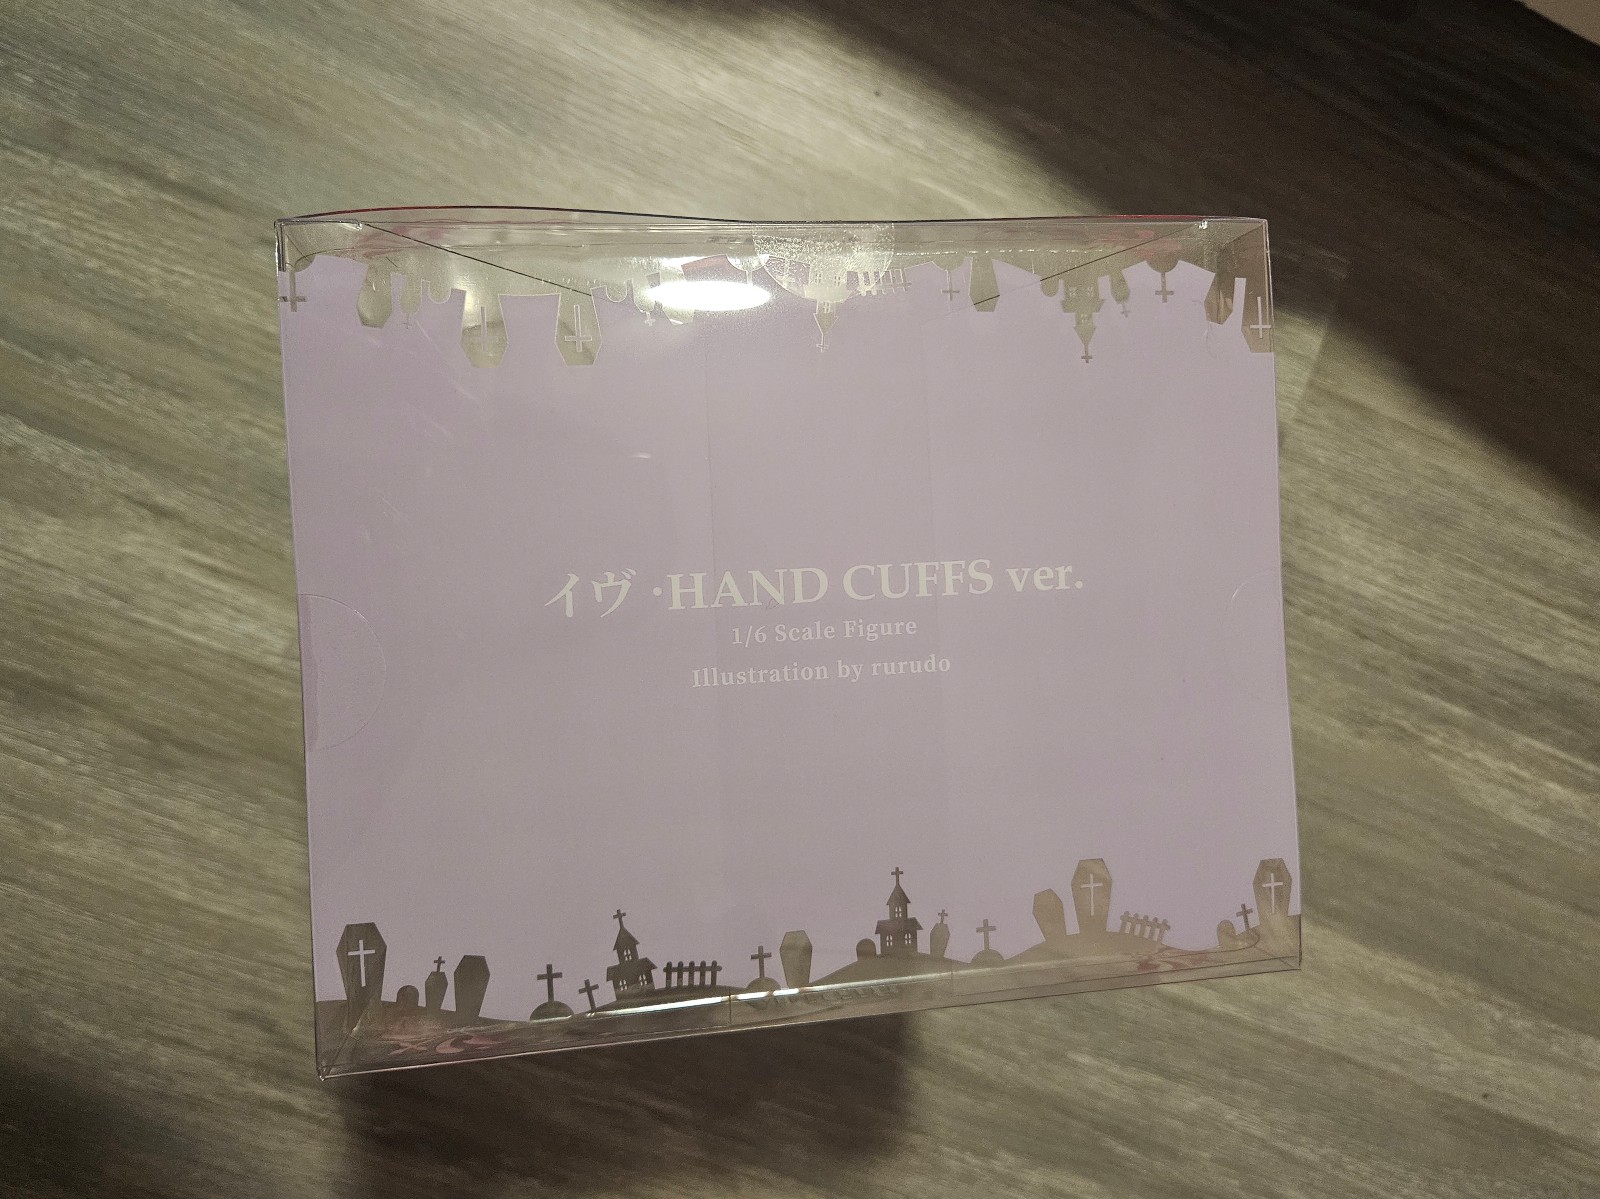 イヴ・HAND CUFFS ver.
1/6 Scale Figure
Illustration by rurudo